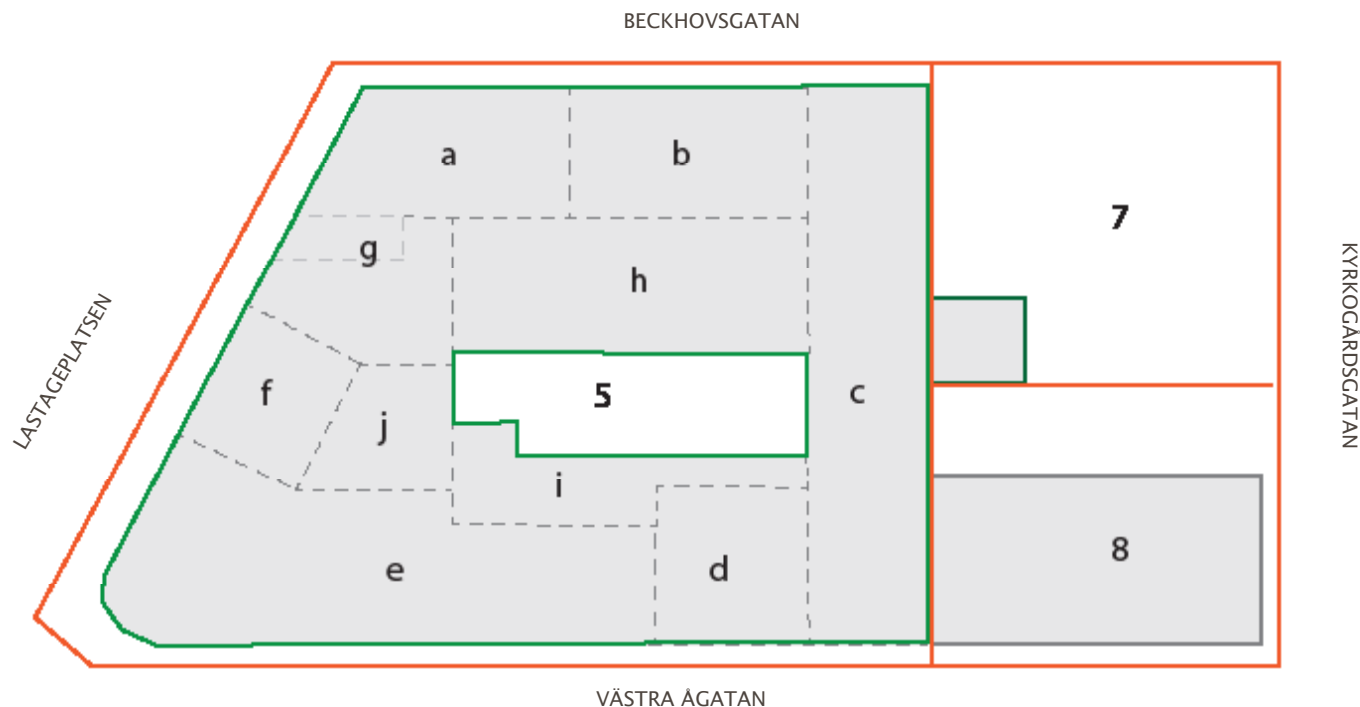 BECKHOVSGATAN
a
b
7
g
h
KYRKOGÅRDSGATAN
LASTAGEPLATSEN
f
5
c
j
i
8
e
d
VÄSTRA ÅGATAN